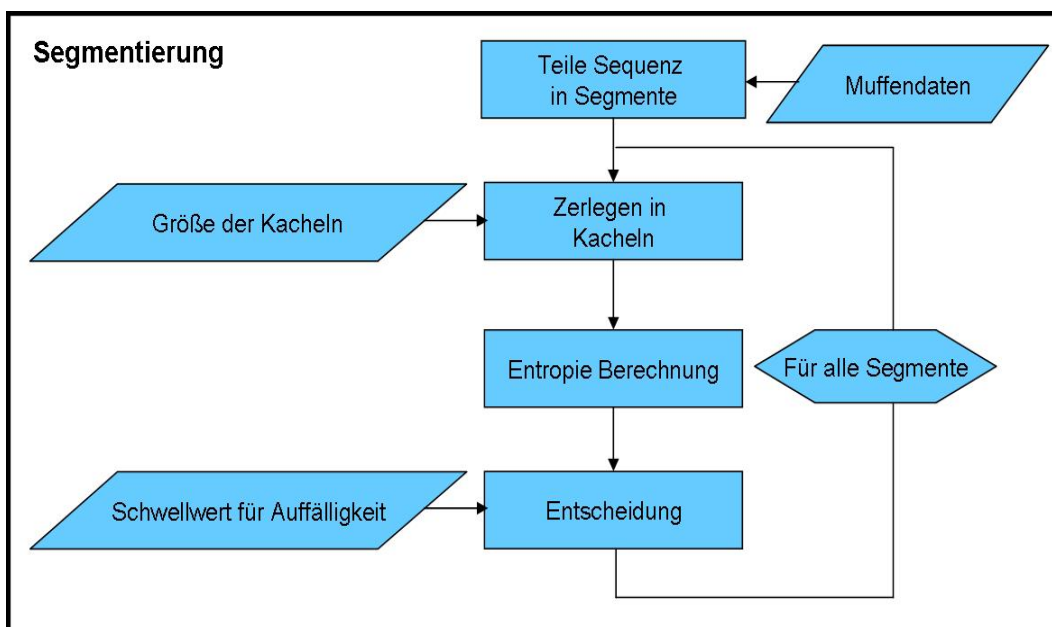 Segmentierung
Teile Sequenz
in Segmente
Muffendaten
Größe der Kacheln
Zerlegen in
Kacheln
Entropie Berechnung
Für alle Segmente
Schwellwert für Auffälligkeit
Entscheidung